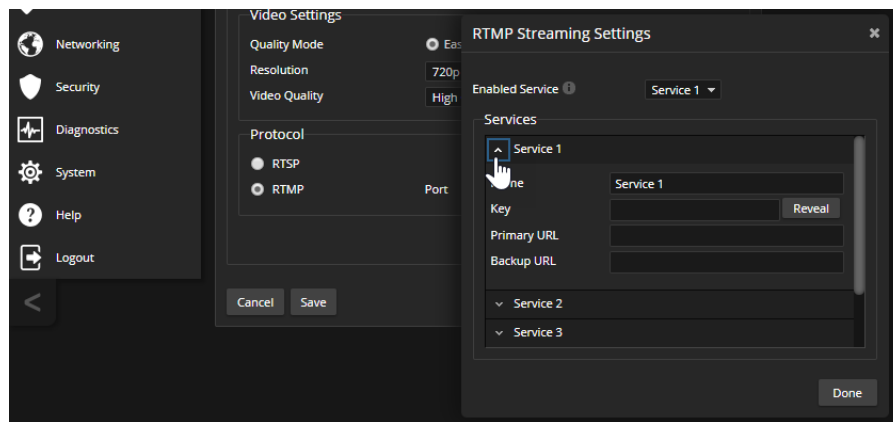 Networking
Security
Diagnostics
System
Help
Logout
Video Settings
Quality Mode
Resolution 720p
Video Quality High
Protocol
RTSP
RTMP Port
Cancel Save
RTMP Streaming Settings
Enabled Service Service 1
Services
Service 1
Service 1
Key Reveal
Primary URL
Backup URL
Service 2
Service 3
Done